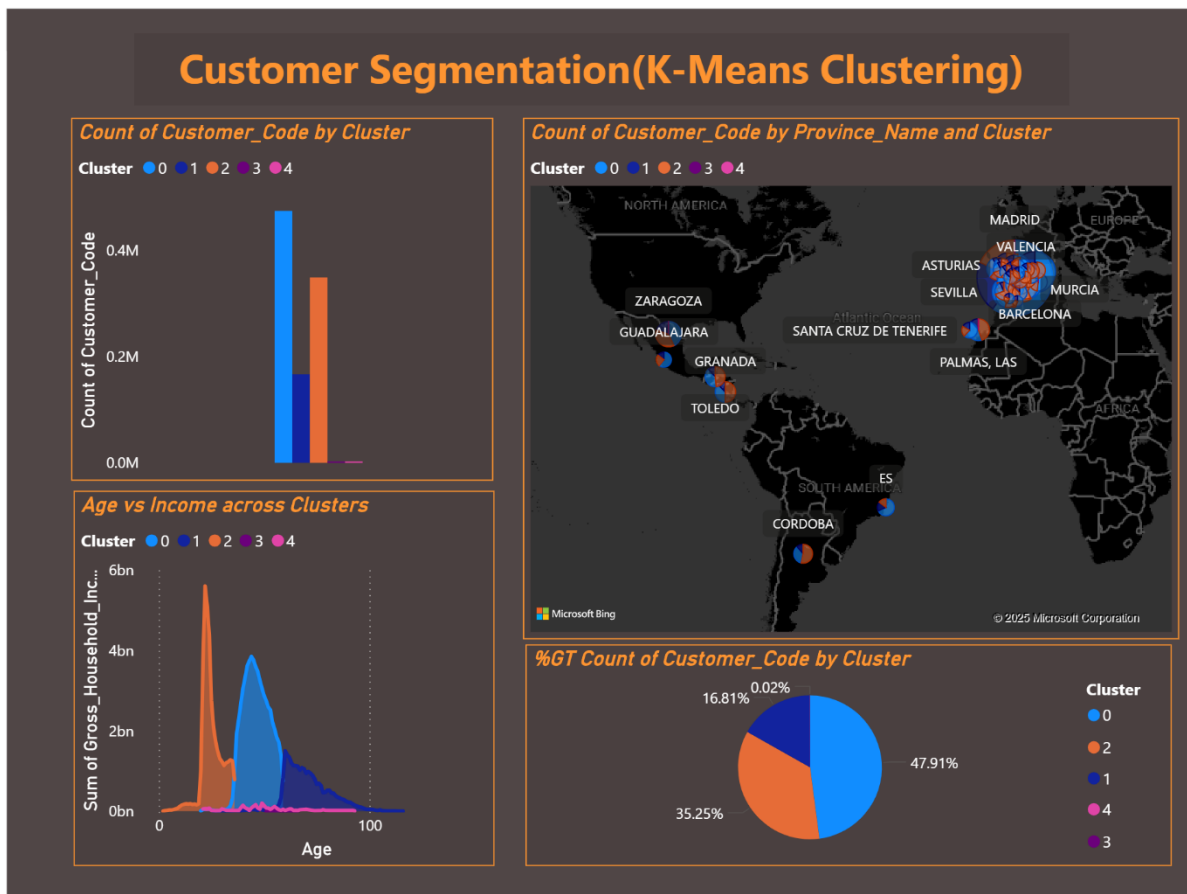 Customer Segmentation(K-Means Clustering)
Count of Customer_Code by Cluster
Cluster 0 1 2 3 4
Count of Customer_Code
0.4M
0.2M
0.0M
Count of Customer_Code by Province_Name and Cluster
Cluster 0 1 2 3 4
NORTH AMERICA
MADRID
EUROPE
VALENCIA
ASTURIAS
SEVILLA
MURCIA
ZARAGOZA
BARCELONA
Atlantic Ocean
GUADALAJARA
SANTA CRUZ DE TENERIFE
GRANADA
PALMAS, LAS
TOLEDO
AFRICA
ES
SOUTH AMERICA
CORDOBA
Microsoft Bing
© 2025 Microsoft Corporation
Age vs Income across Clusters
Cluster 0 1 2 3 4
Sum of Gross_Household_Inc...
6bn
4bn
2bn
0bn
0
100
Age
%GT Count of Customer_Code by Cluster
0.02%
16.81%
47.91%
35.25%
Cluster
0
2
1
4
3